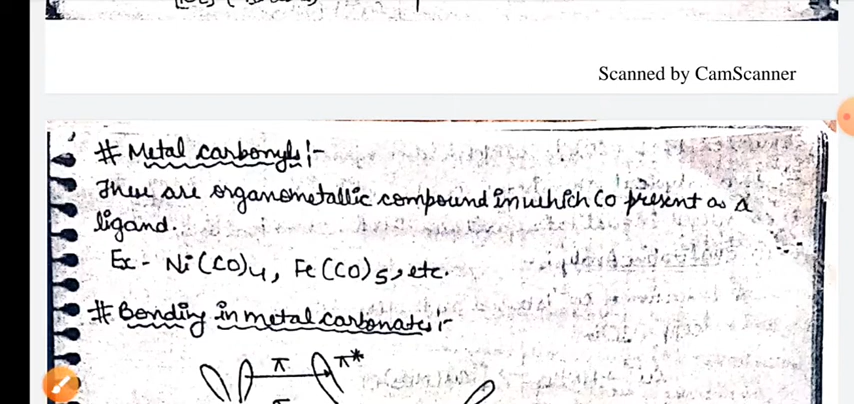 Scanned by CamScanner
# Metal carbonyls :-
These are organometallic compound in which CO present as a
ligand.
Ex - Ni(CO)4, Fe(CO)5, etc.
# Bonding in metal carbonates :-
π π*